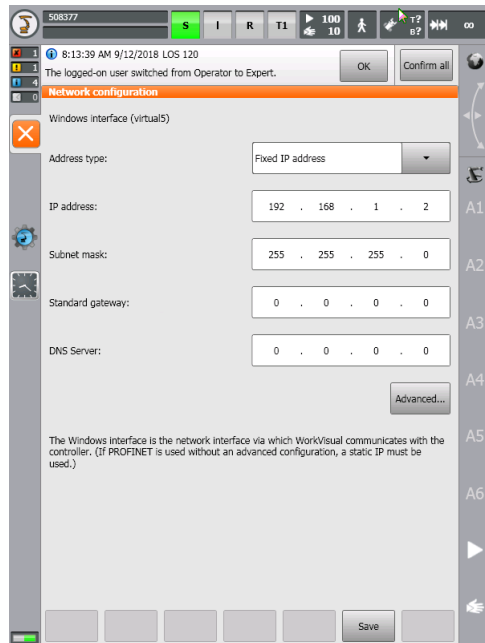 508377
S I R T1 100 10 T? B? ∞
1
1
4
0
8:13:39 AM 9/12/2018 LOS 120
The logged-on user switched from Operator to Expert.
OK
Confirm all
Network configuration
Windows interface (virtual5)
Address type: Fixed IP address
IP address: 192 . 168 . 1 . 2
Subnet mask: 255 . 255 . 255 . 0
Standard gateway: 0 . 0 . 0 . 0
DNS Server: 0 . 0 . 0 . 0
Advanced...
The Windows interface is the network interface via which WorkVisual communicates with the
controller. (If PROFINET is used without an advanced configuration, a static IP must be
used.)
Save
A1
A2
A3
A4
A5
A6